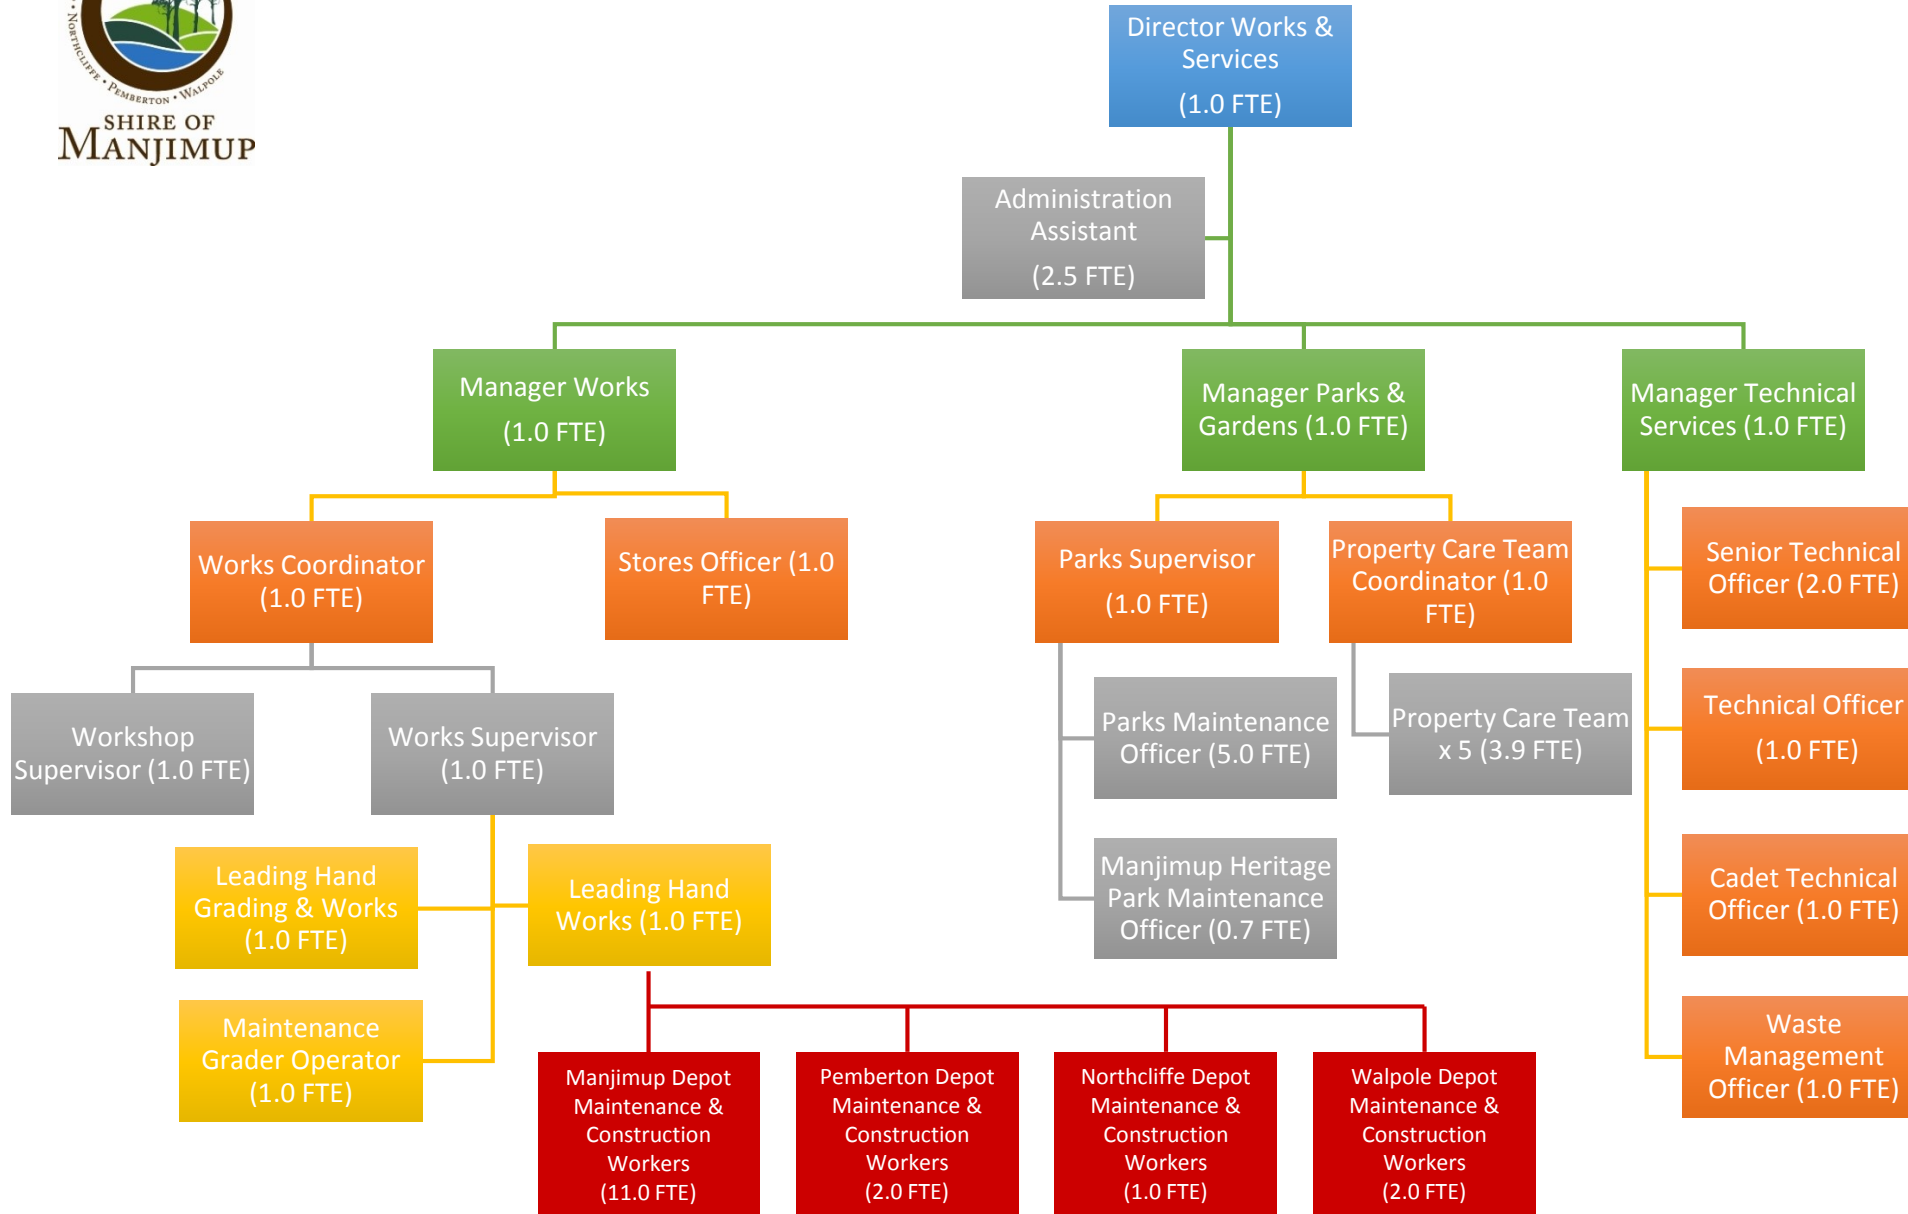 • NORTHCLIFFE • PEMBERTON • WALPOLE
SHIRE OF
MANJIMUP
Director Works &
Services
(1.0 FTE)
Administration
Assistant
(2.5 FTE)
Manager Works
(1.0 FTE)
Manager Parks &
Gardens (1.0 FTE)
Manager Technical
Services (1.0 FTE)
Works Coordinator
(1.0 FTE)
Stores Officer (1.0
FTE)
Parks Supervisor
(1.0 FTE)
Property Care Team
Coordinator (1.0
FTE)
Senior Technical
Officer (2.0 FTE)
Workshop
Supervisor (1.0 FTE)
Works Supervisor
(1.0 FTE)
Parks Maintenance
Officer (5.0 FTE)
Property Care Team
x 5 (3.9 FTE)
Technical Officer
(1.0 FTE)
Leading Hand
Grading & Works
(1.0 FTE)
Leading Hand
Works (1.0 FTE)
Manjimup Heritage
Park Maintenance
Officer (0.7 FTE)
Cadet Technical
Officer (1.0 FTE)
Maintenance
Grader Operator
(1.0 FTE)
Waste
Management
Officer (1.0 FTE)
Manjimup Depot
Maintenance &
Construction
Workers
(11.0 FTE)
Pemberton Depot
Maintenance &
Construction
Workers
(2.0 FTE)
Northcliffe Depot
Maintenance &
Construction
Workers
(1.0 FTE)
Walpole Depot
Maintenance &
Construction
Workers
(2.0 FTE)